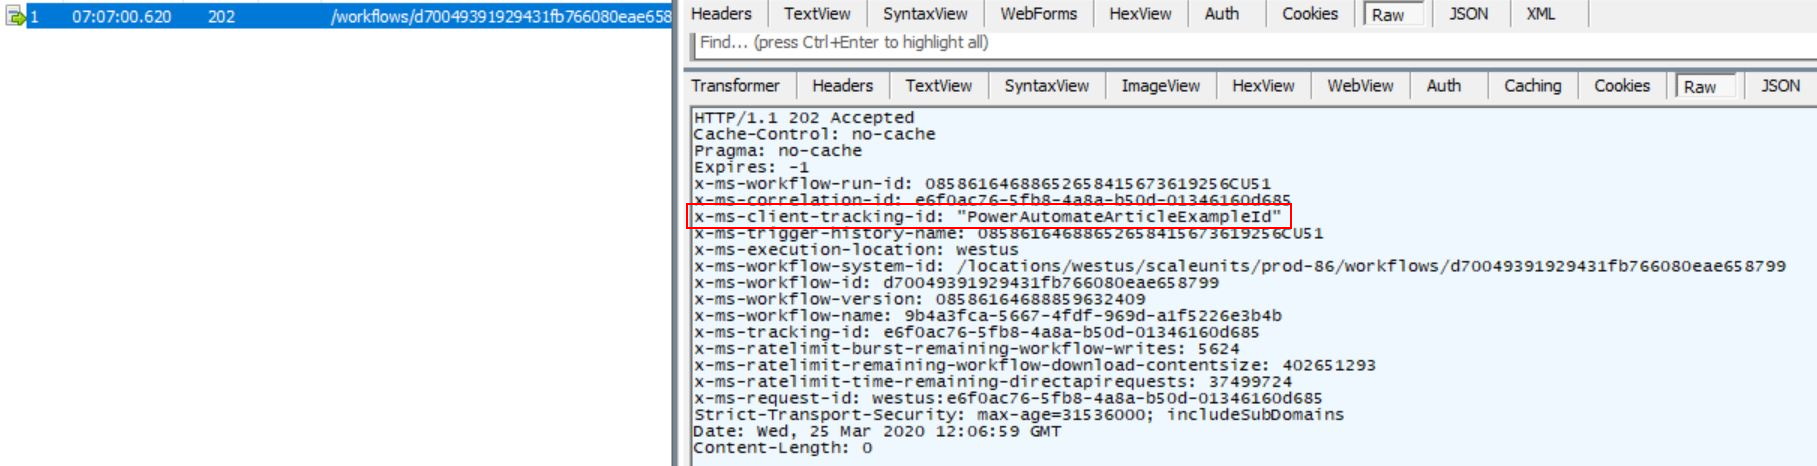 1 07:07:00.620 202 /workflows/d70049391929431fb766080eae658
Headers TextView SyntaxView WebForms HexView Auth Cookies Raw JSON XML
Find... (press Ctrl+Enter to highlight all)
Transformer Headers TextView SyntaxView ImageView HexView WebView Auth Caching Cookies Raw JSON
HTTP/1.1 202 Accepted
Cache-Control: no-cache
Pragma: no-cache
Expires: -1
x-ms-workflow-run-id: 08586164688652658415673619256CU51
x-ms-correlation-id: e6f0ac76-5fb8-4a8a-b50d-01346160d685
x-ms-client-tracking-id: "PowerAutomateArticleExampleId"
x-ms-trigger-history-name: 08586164688652658415673619256CU51
x-ms-execution-location: westus
x-ms-workflow-system-id: /locations/westus/scaleunits/prod-86/workflows/d70049391929431fb766080eae658799
x-ms-workflow-id: d70049391929431fb766080eae658799
x-ms-workflow-version: 08586164688859632409
x-ms-workflow-name: 9b4a3fca-5667-4fdf-969d-a1f5226e3b4b
x-ms-tracking-id: e6f0ac76-5fb8-4a8a-b50d-01346160d685
x-ms-ratelimit-burst-remaining-workflow-writes: 5624
x-ms-ratelimit-remaining-workflow-download-contentsize: 402651293
x-ms-ratelimit-time-remaining-directapirequests: 37499724
x-ms-request-id: westus:e6f0ac76-5fb8-4a8a-b50d-01346160d685
Strict-Transport-Security: max-age=31536000; includeSubDomains
Date: Wed, 25 Mar 2020 12:06:59 GMT
Content-Length: 0